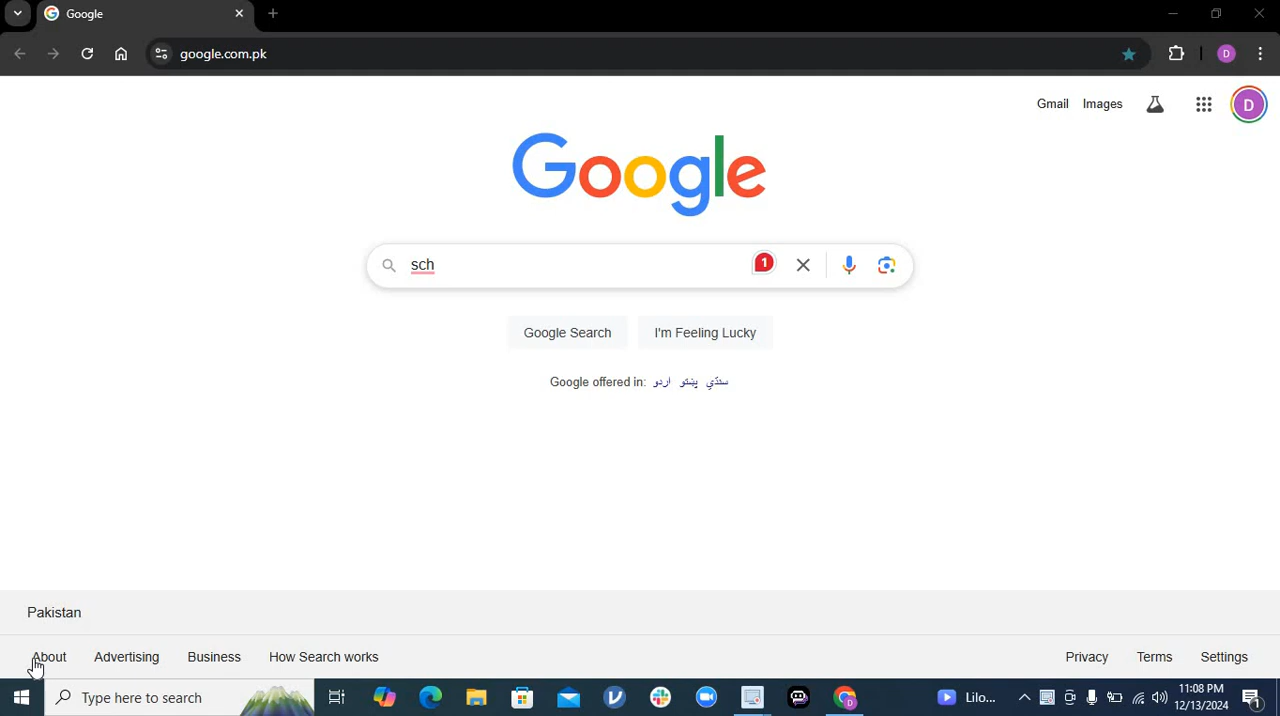 Google
google.com.pk
D
Gmail Images
D
Google
sch
1
Google Search I'm Feeling Lucky
Google offered in: اردو پښتو سنڌي
Pakistan
About Advertising Business How Search works Privacy Terms Settings
Type here to search
Lilo...
11:08 PM
12/13/2024
1